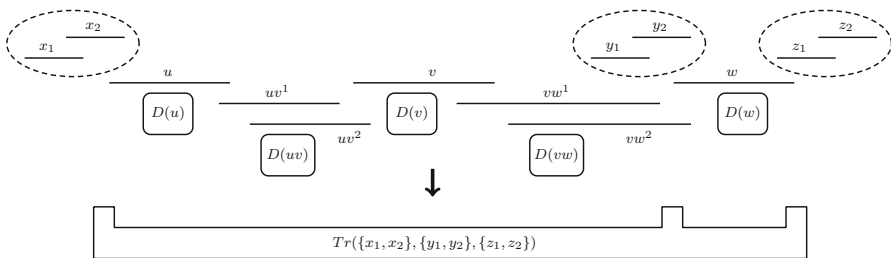 x₂ y₂ z₂
x₁ y₁ z₁
u v w
uv¹ vw¹
D(u) D(v) D(w)
uv² vw²
D(uv) D(vw)
Tr({x₁, x₂}, {y₁, y₂}, {z₁, z₂})